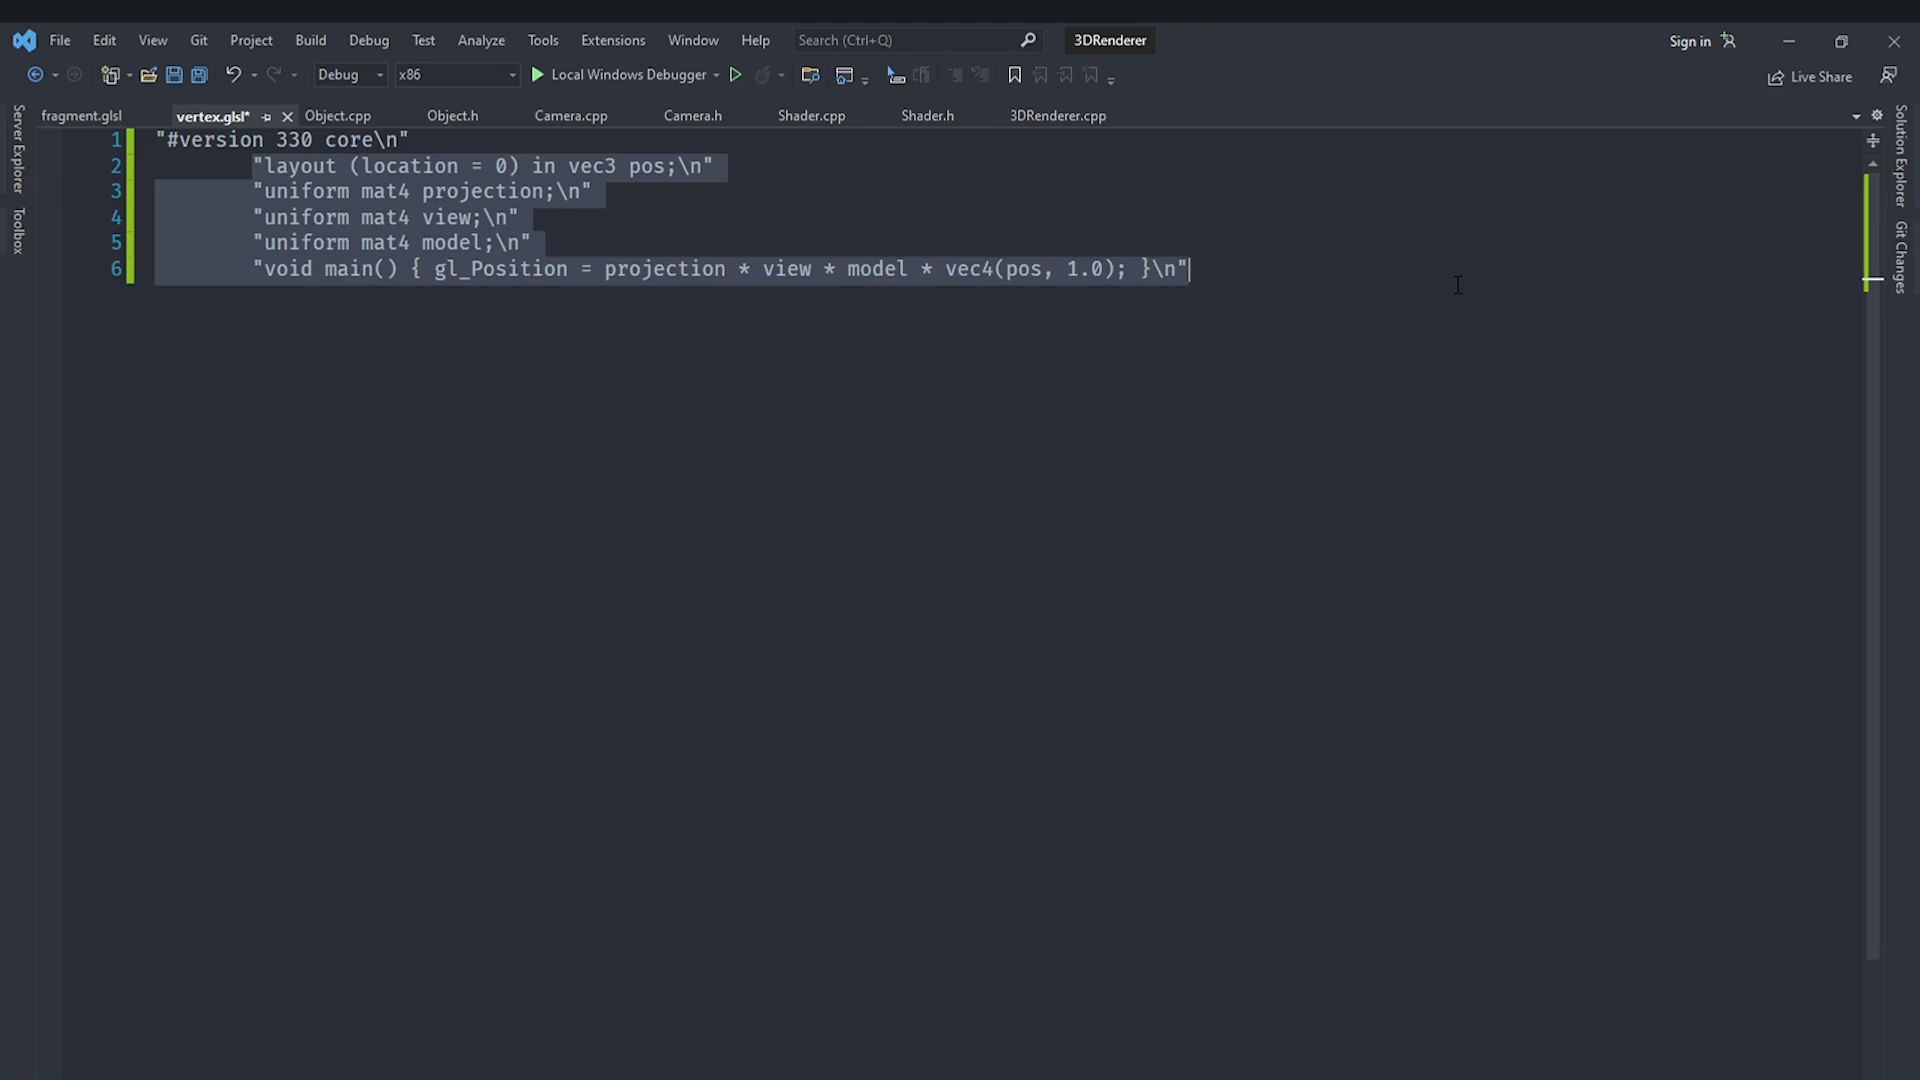 File Edit View Git Project Build Debug Test Analyze Tools Extensions Window Help Search (Ctrl+Q) 3DRenderer Sign in
Debug x86 Local Windows Debugger Live Share
fragment.glsl vertex.glsl* Object.cpp Object.h Camera.cpp Camera.h Shader.cpp Shader.h 3DRenderer.cpp
Server Explorer
Toolbox
1 "#version 330 core\n"
2 "layout (location = 0) in vec3 pos;\n"
3 "uniform mat4 projection;\n"
4 "uniform mat4 view;\n"
5 "uniform mat4 model;\n"
6 "void main() { gl_Position = projection * view * model * vec4(pos, 1.0); }\n"
Solution Explorer
Git Changes